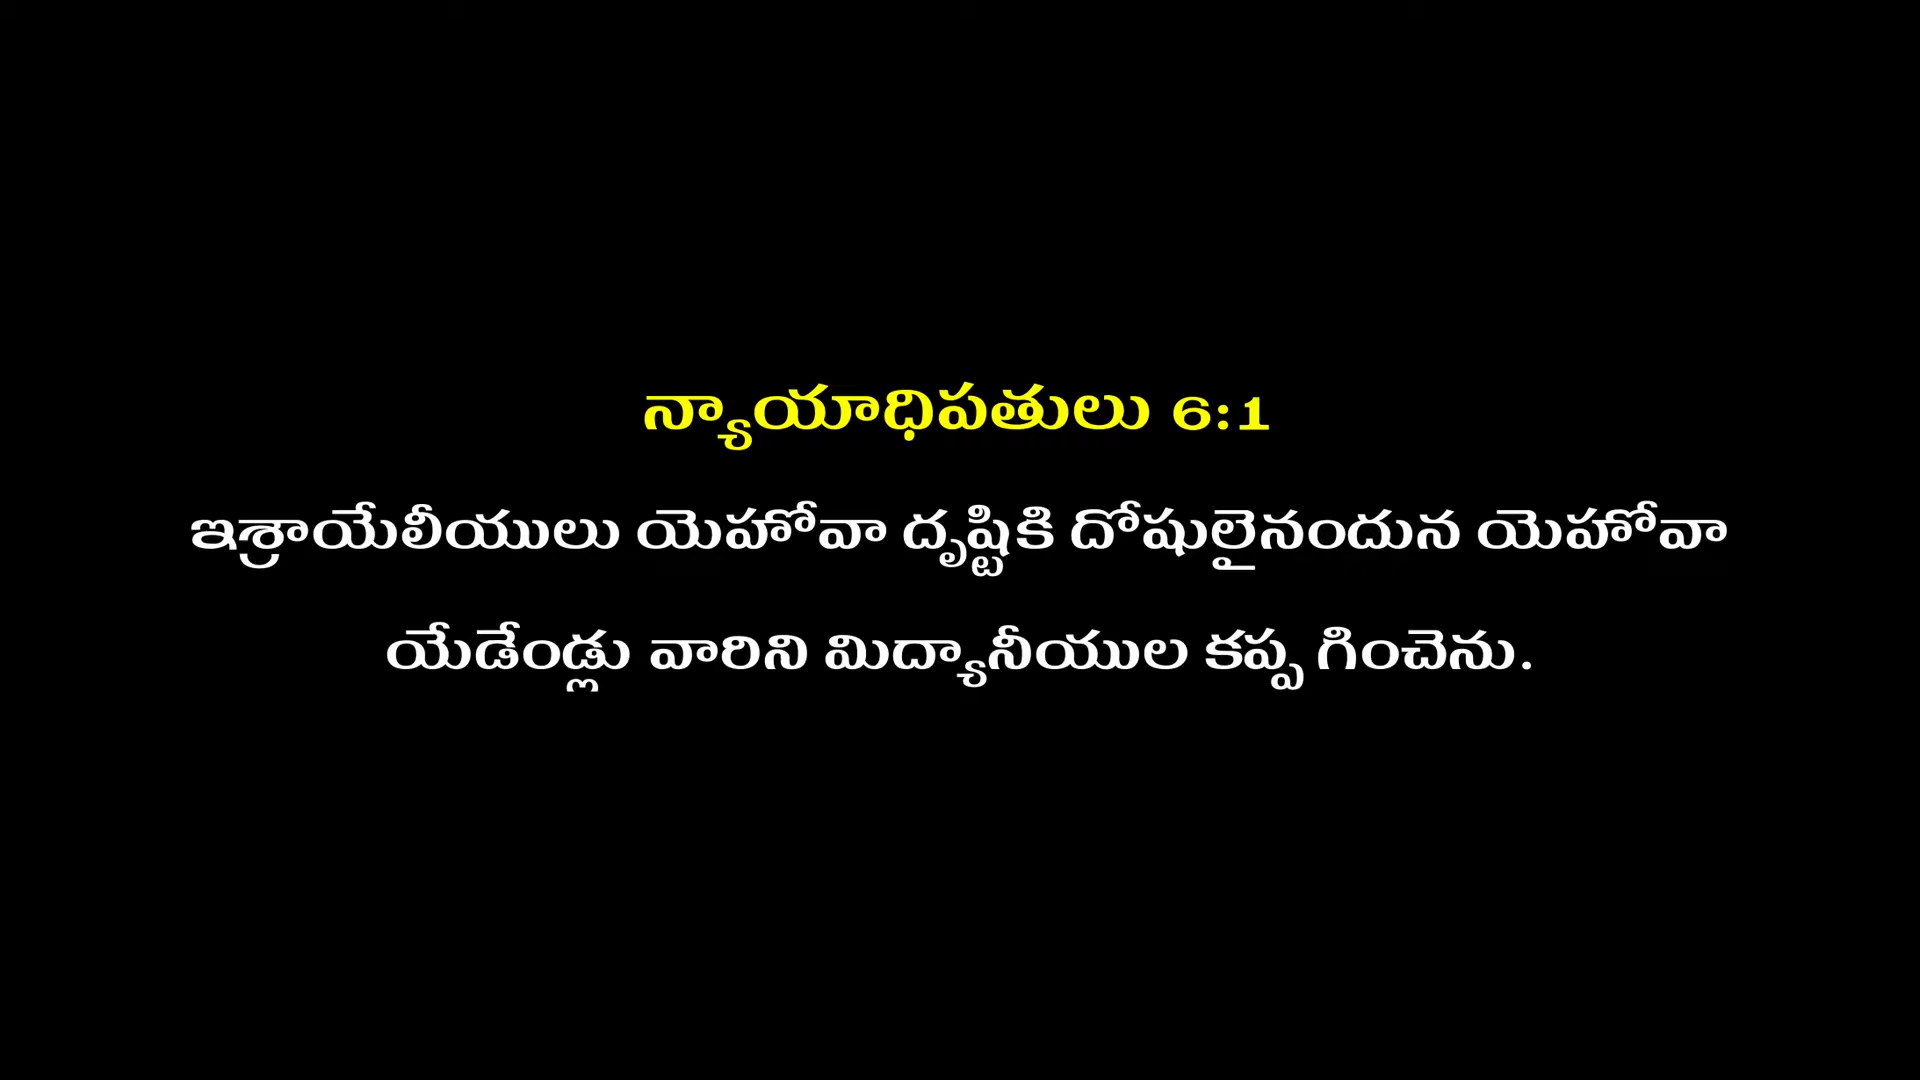 న్యాయాధిపతులు 6:1
ఇశ్రాయేలీయులు యెహోవా దృష్టికి దోషులైనందున యెహోవా
యేడేండ్లు వారిని మిద్యానీయుల కప్ప గించెను.